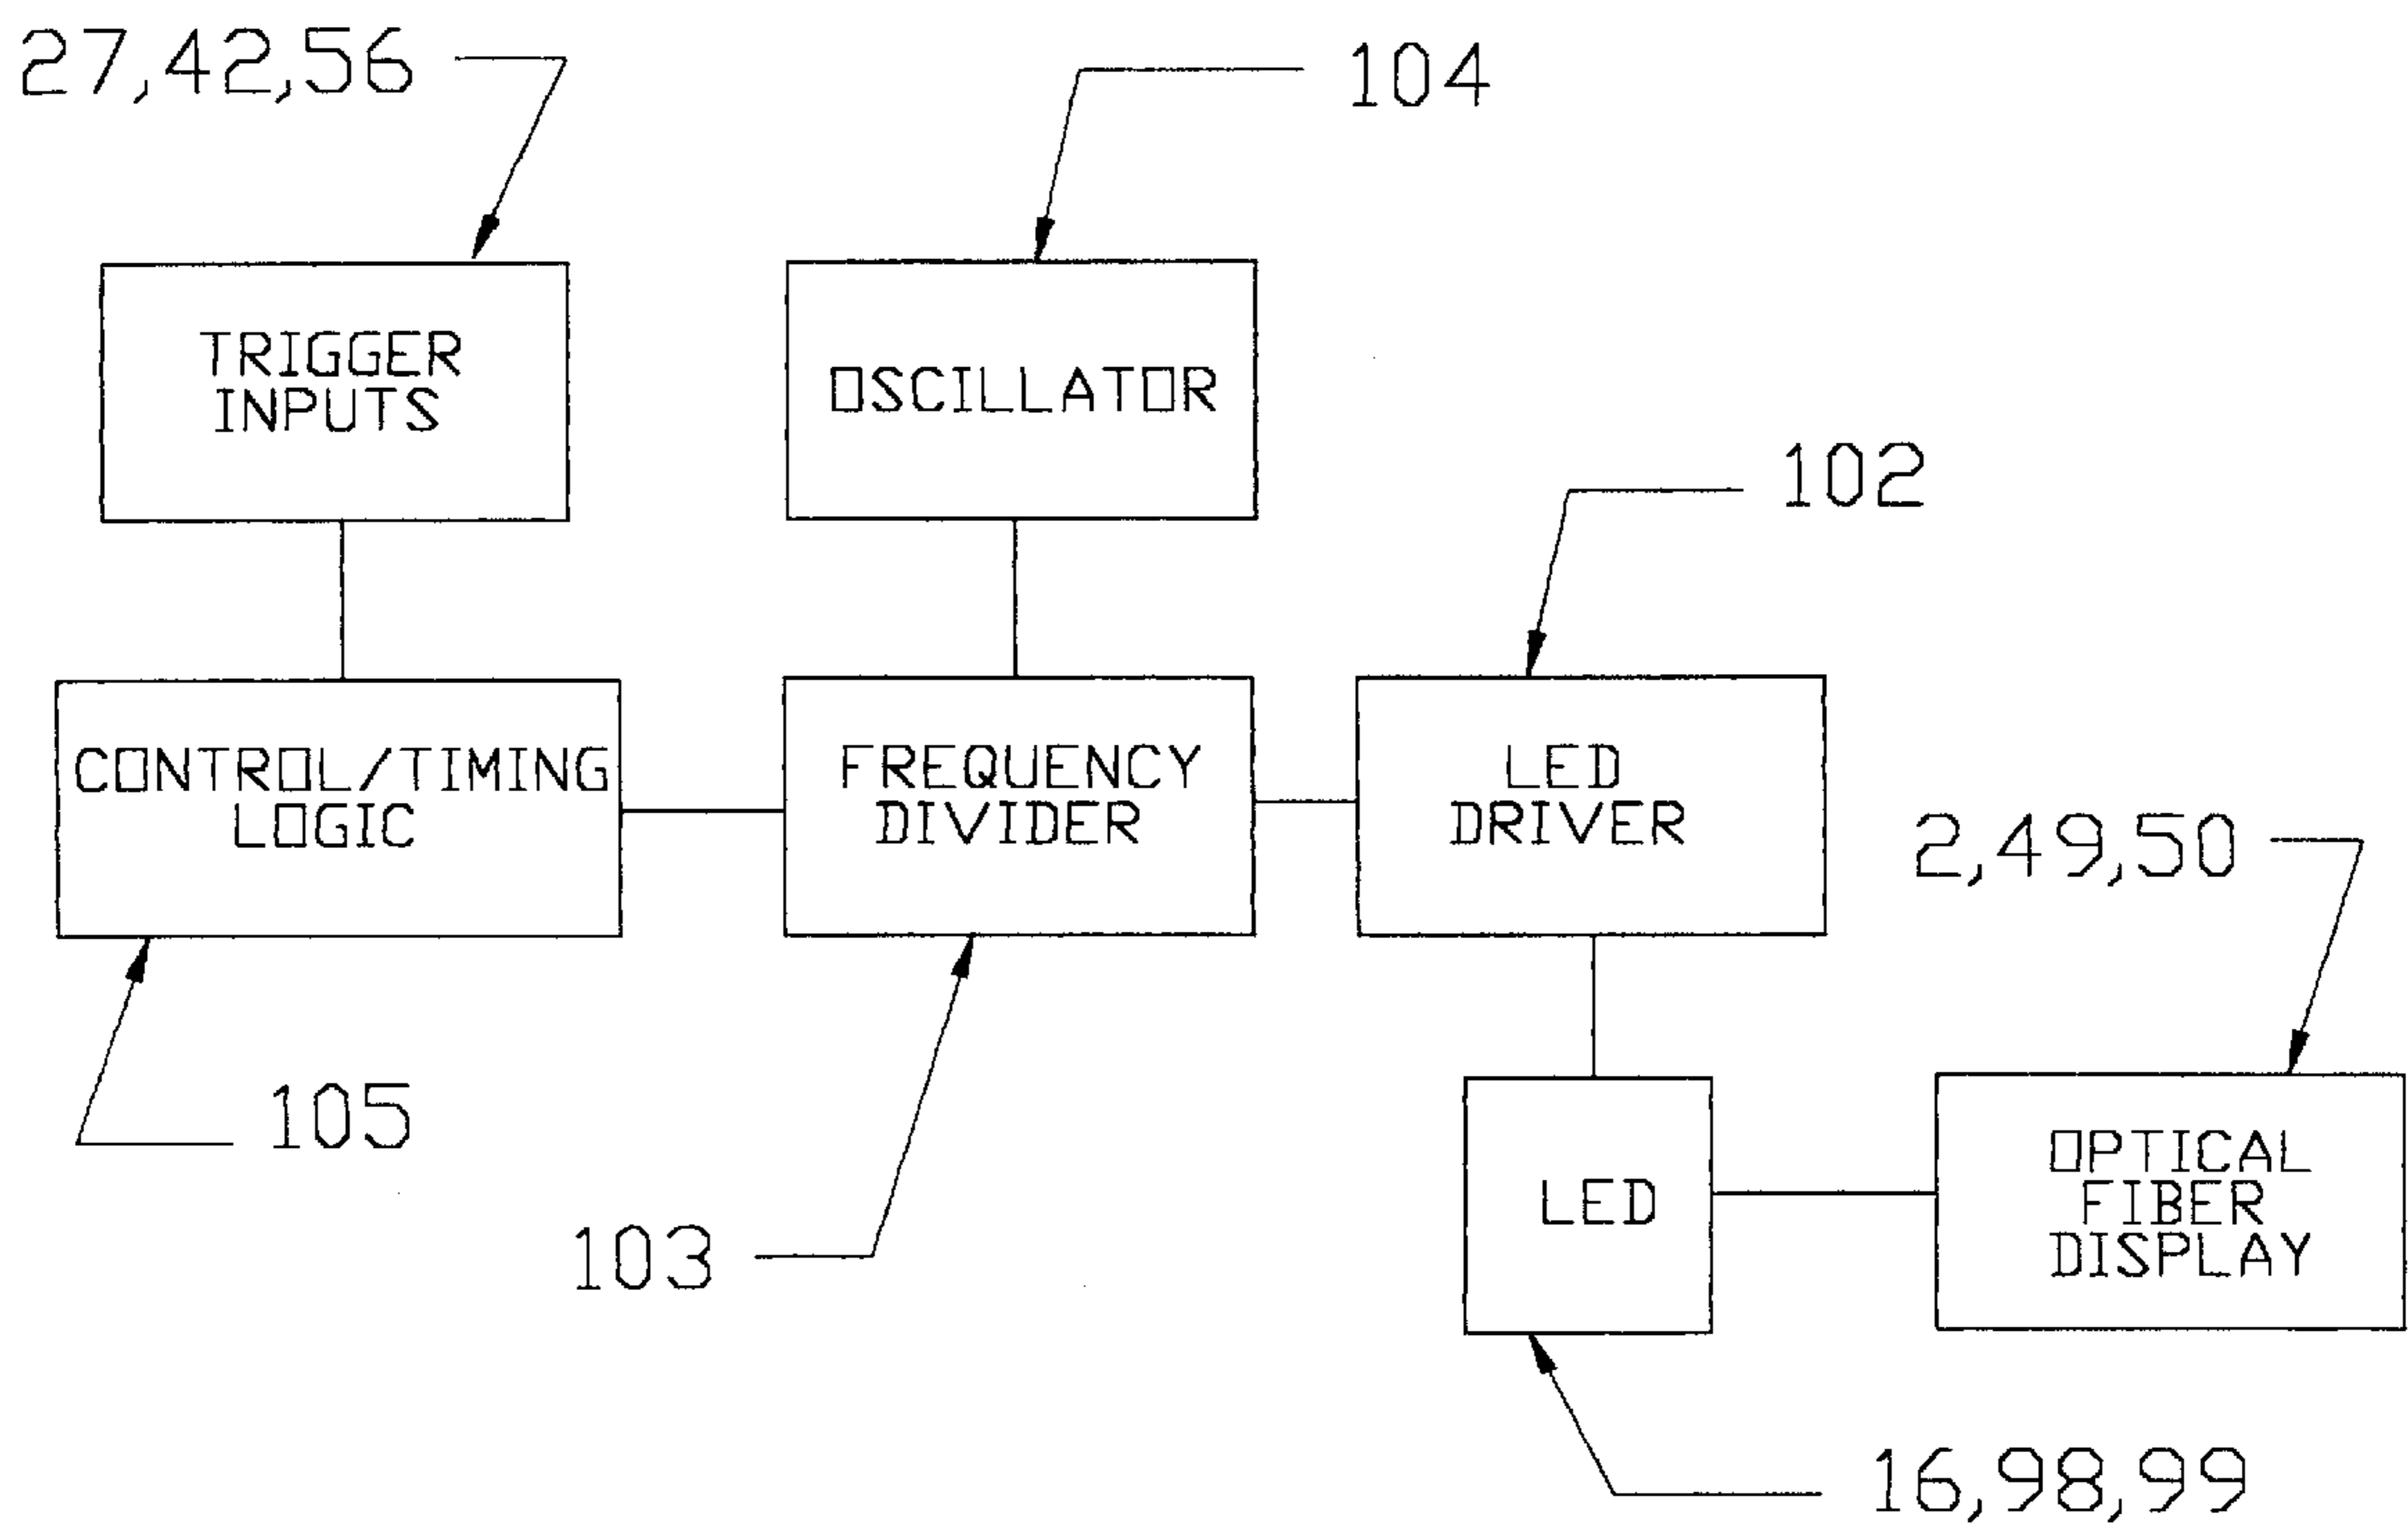 27,42,56
104
TRIGGER
INPUTS
OSCILLATOR
102
CONTROL/TIMING
LOGIC
FREQUENCY
DIVIDER
LED
DRIVER
2,49,50
105
103
LED
OPTICAL
FIBER
DISPLAY
16,98,99